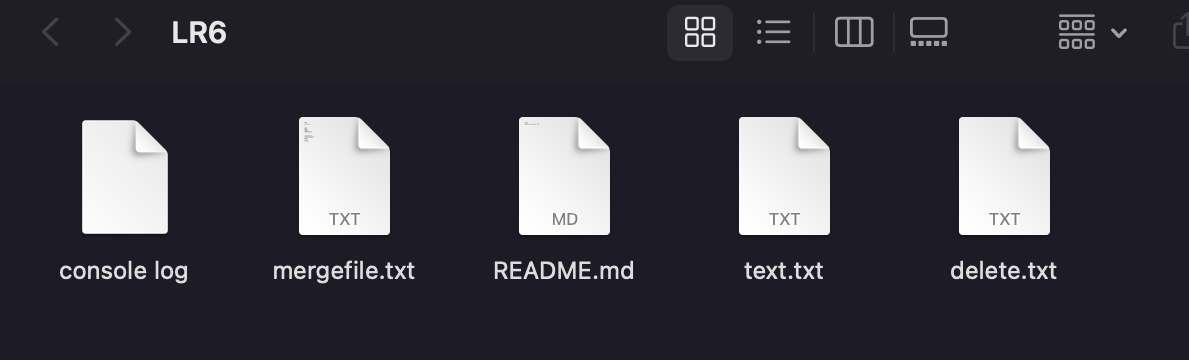 LR6
TXT
MD
TXT
TXT
console log
mergefile.txt
README.md
text.txt
delete.txt